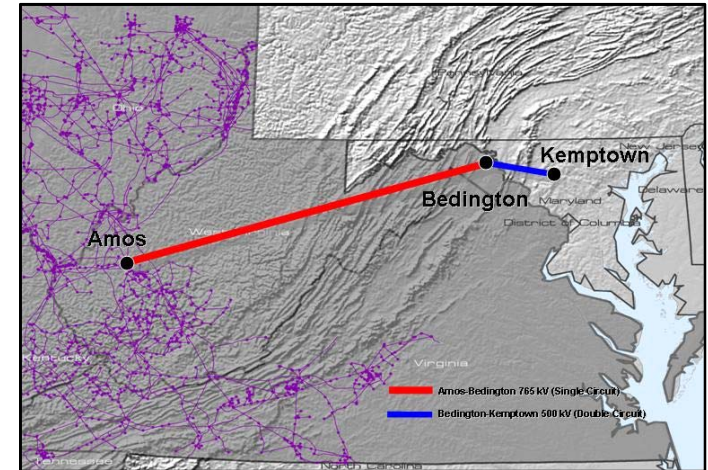 Pennsylvania
Ohio
New Jersey
Kemptown
Bedington
Delaware
Maryland
District of Columbia
Amos
West Virginia
Kentucky
Virginia
Amos-Bedington 765 kV (Single Circuit)
Bedington-Kemptown 500 kV (Double Circuit)
Tennessee
North Carolina